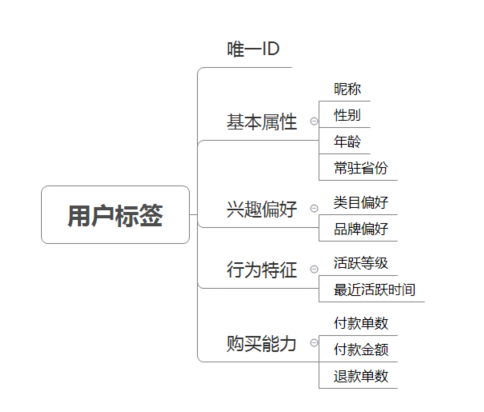 用户标签
唯一ID
基本属性
昵称
性别
年龄
常驻省份
兴趣偏好
类目偏好
品牌偏好
行为特征
活跃等级
最近活跃时间
购买能力
付款单数
付款金额
退款单数